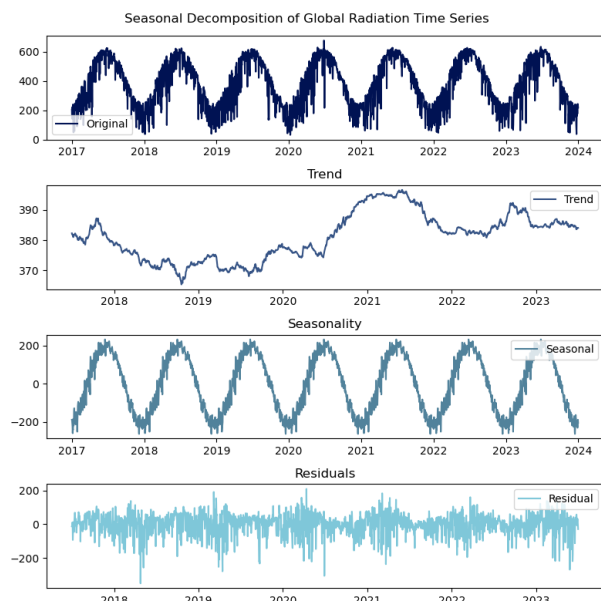 Seasonal Decomposition of Global Radiation Time Series
600
400
200
0
Original
2017 2018 2019 2020 2021 2022 2023 2024
Trend
390
380
370
Trend
2018 2019 2020 2021 2022 2023
Seasonality
200
0
−200
Seasonal
2017 2018 2019 2020 2021 2022 2023 2024
Residuals
200
0
−200
Residual
2018 2019 2020 2021 2022 2023